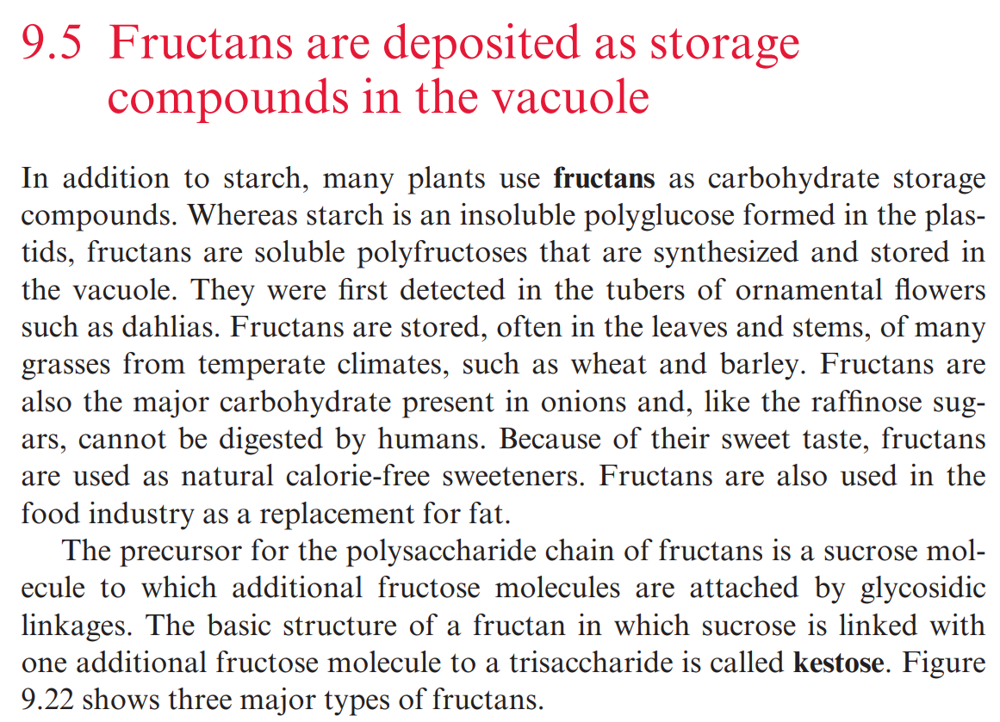 9.5 Fructans are deposited as storage
compounds in the vacuole
In addition to starch, many plants use fructans as carbohydrate storage
compounds. Whereas starch is an insoluble polyglucose formed in the plas-
tids, fructans are soluble polyfructoses that are synthesized and stored in
the vacuole. They were first detected in the tubers of ornamental flowers
such as dahlias. Fructans are stored, often in the leaves and stems, of many
grasses from temperate climates, such as wheat and barley. Fructans are
also the major carbohydrate present in onions and, like the raffinose sug-
ars, cannot be digested by humans. Because of their sweet taste, fructans
are used as natural calorie-free sweeteners. Fructans are also used in the
food industry as a replacement for fat.
The precursor for the polysaccharide chain of fructans is a sucrose mol-
ecule to which additional fructose molecules are attached by glycosidic
linkages. The basic structure of a fructan in which sucrose is linked with
one additional fructose molecule to a trisaccharide is called kestose. Figure
9.22 shows three major types of fructans.